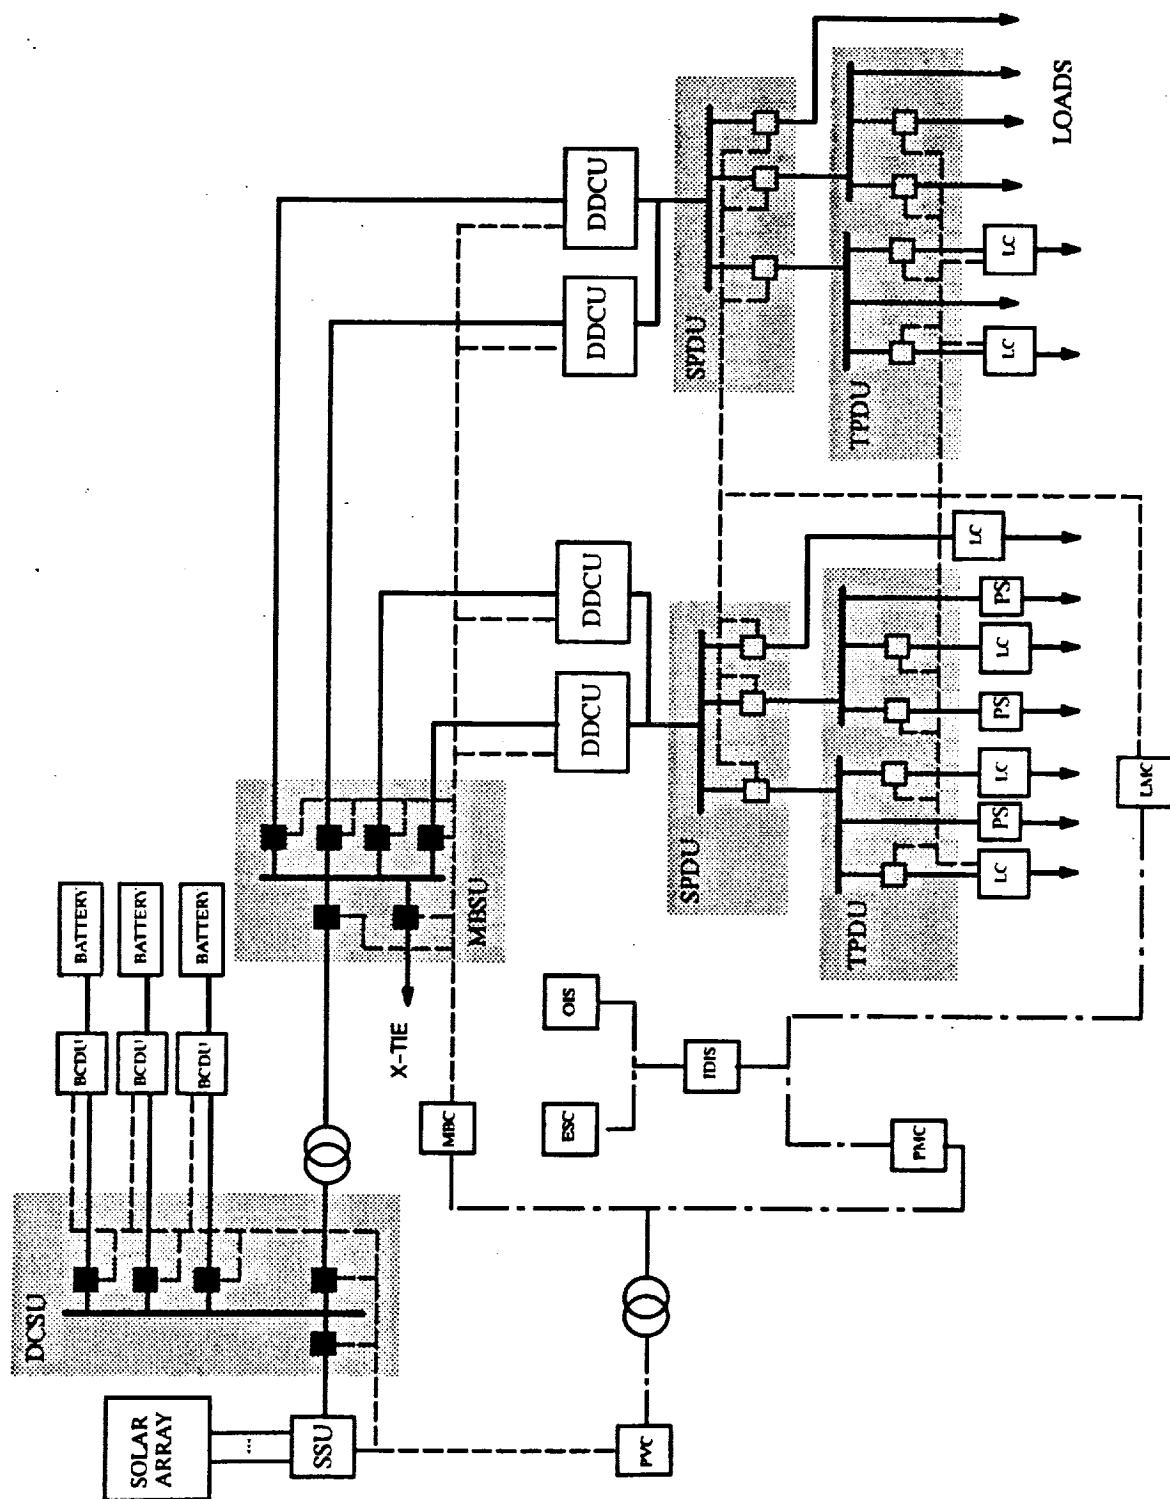 SOLAR
ARRAY
DCSU
BCDU
BATTERY
BCDU
BATTERY
BCDU
BATTERY
SSU
X-TIE
MBSU
MBC
ESC
OIS
DDCU
DDCU
DDCU
DDCU
PVC
IDIS
SPDU
SPDU
PMC
TPDU
TPDU
LC
PS
LC
PS
LC
PS
LC
LC
LC
LOADS
LMC